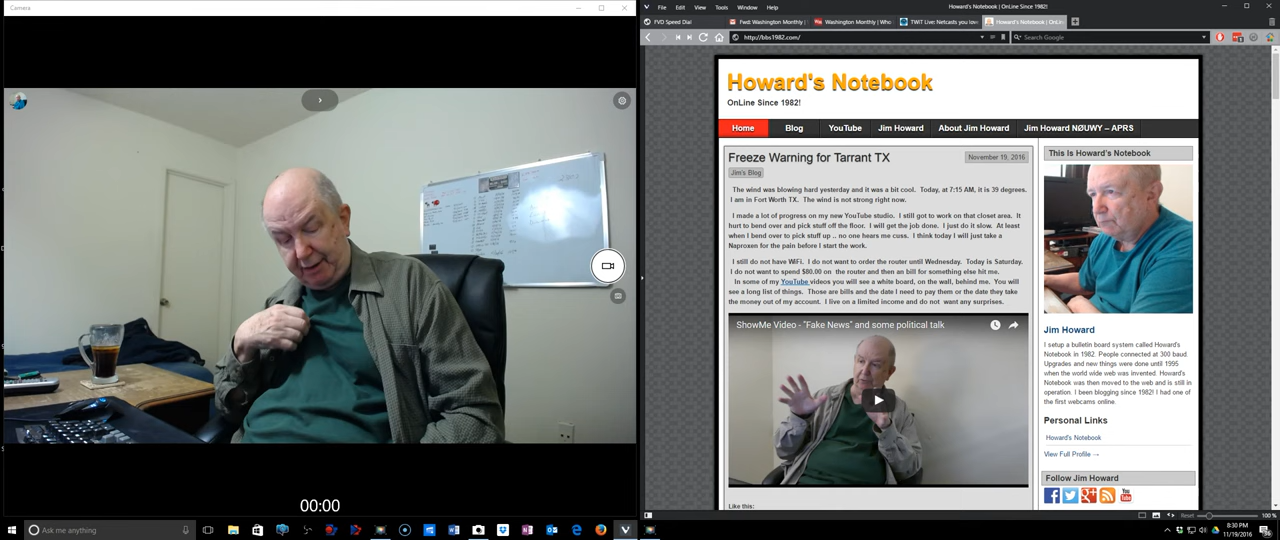 Camera
00:00
File Edit View Tools Window Help
Howard's Notebook | OnLine Since 1982!
FVD Speed Dial
Fwd: Washington Monthly |
Washington Monthly | Who
TWiT Live: Netcasts you lov
Howard's Notebook | OnLin
http://bbs1982.com/
Search Google
Howard's Notebook
OnLine Since 1982!
Home Blog YouTube Jim Howard About Jim Howard Jim Howard NØUWY – APRS
Freeze Warning for Tarrant TX
November 19, 2016
Jim's Blog
The wind was blowing hard yesterday and it was a bit cool. Today, at 7:15 AM, it is 39 degrees.
I am in Fort Worth TX. The wind is not strong right now.
I made a lot of progress on my new YouTube studio. I still got to work on that closet area. It
hurt to bend over and pick stuff off the floor. I will get the job done. I just do it slow. At least
when I bend over to pick stuff up .. no one hears me cuss. I think today I will just take a
Naproxen for the pain before I start the work.
I still do not have WiFi. I do not want to order the router until Wednesday. Today is Saturday.
I do not want to spend $80.00 on the router and then an bill for something else hit me.
In some of my YouTube videos you will see a white board, on the wall, behind me. You will
see a long list of things. Those are bills and the date I need to pay them or the date they take
the money out of my account. I live on a limited income and do not want any surprises.
ShowMe Video - "Fake News" and some political talk
Like this:
This Is Howard's Notebook
Jim Howard
I setup a bulletin board system called Howard's
Notebook in 1982. People connected at 300 baud.
Upgrades and new things were done until 1995
when the world wide web was invented. Howard's
Notebook was then moved to the web and is still in
operation. I been blogging since 1982! I had one of
the first webcams online.
Personal Links
Howard's Notebook
View Full Profile →
Follow Jim Howard
You
Tube
Reset
100 %
Ask me anything
8:30 PM
11/19/2016